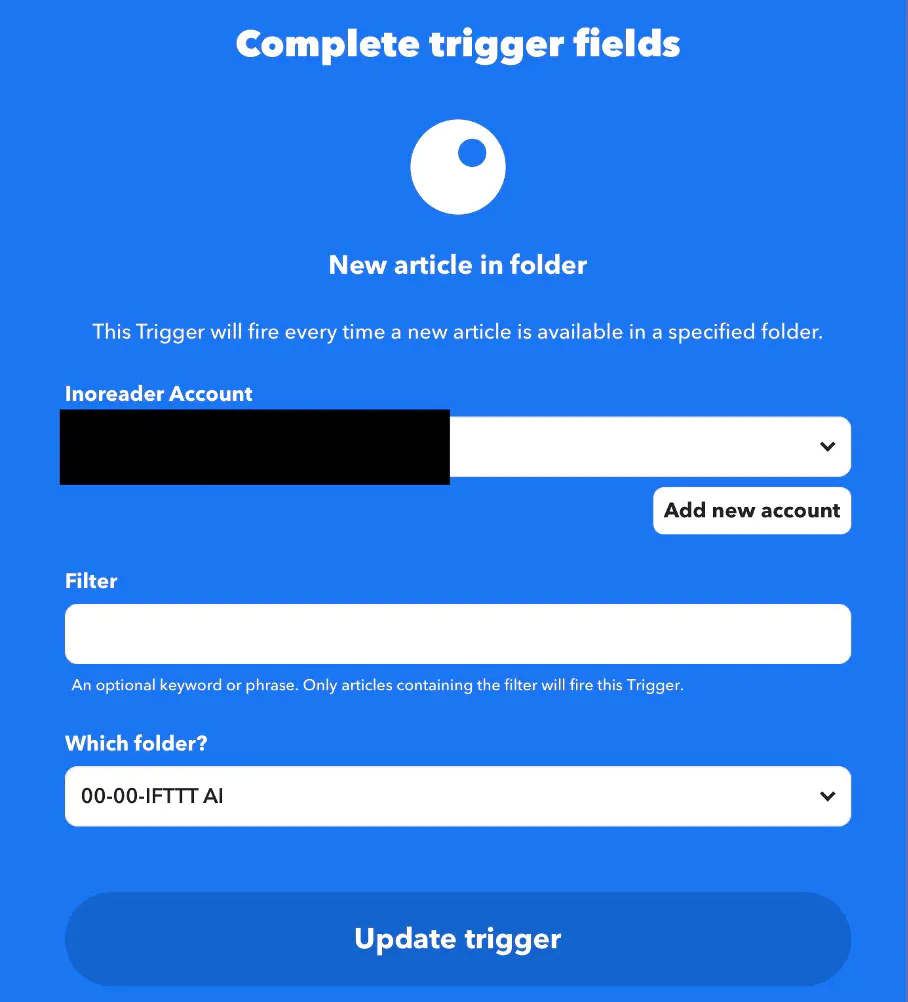 Complete trigger fields
New article in folder
This Trigger will fire every time a new article is available in a specified folder.
Inoreader Account
Add new account
Filter
An optional keyword or phrase. Only articles containing the filter will fire this Trigger.
Which folder?
00-00-IFTTT AI
Update trigger